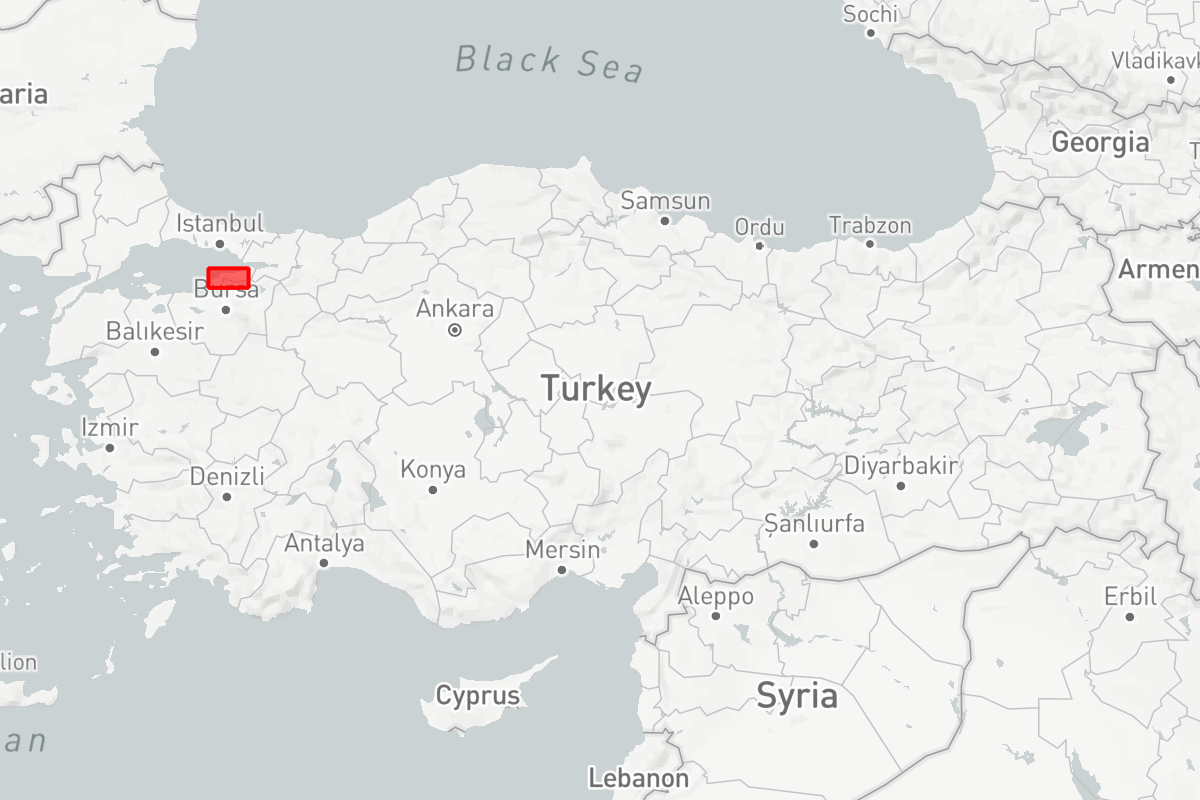 Sochi
Black Sea
Vladikavk
aria
Georgia
T
Samsun
Istanbul
Ordu
Trabzon
Armen
Bursa
Ankara
Balıkesir
Turkey
Izmir
Konya
Diyarbakir
Denizli
Şanlıurfa
Antalya
Mersin
Aleppo
Erbil
lion
Cyprus
Syria
an
Lebanon